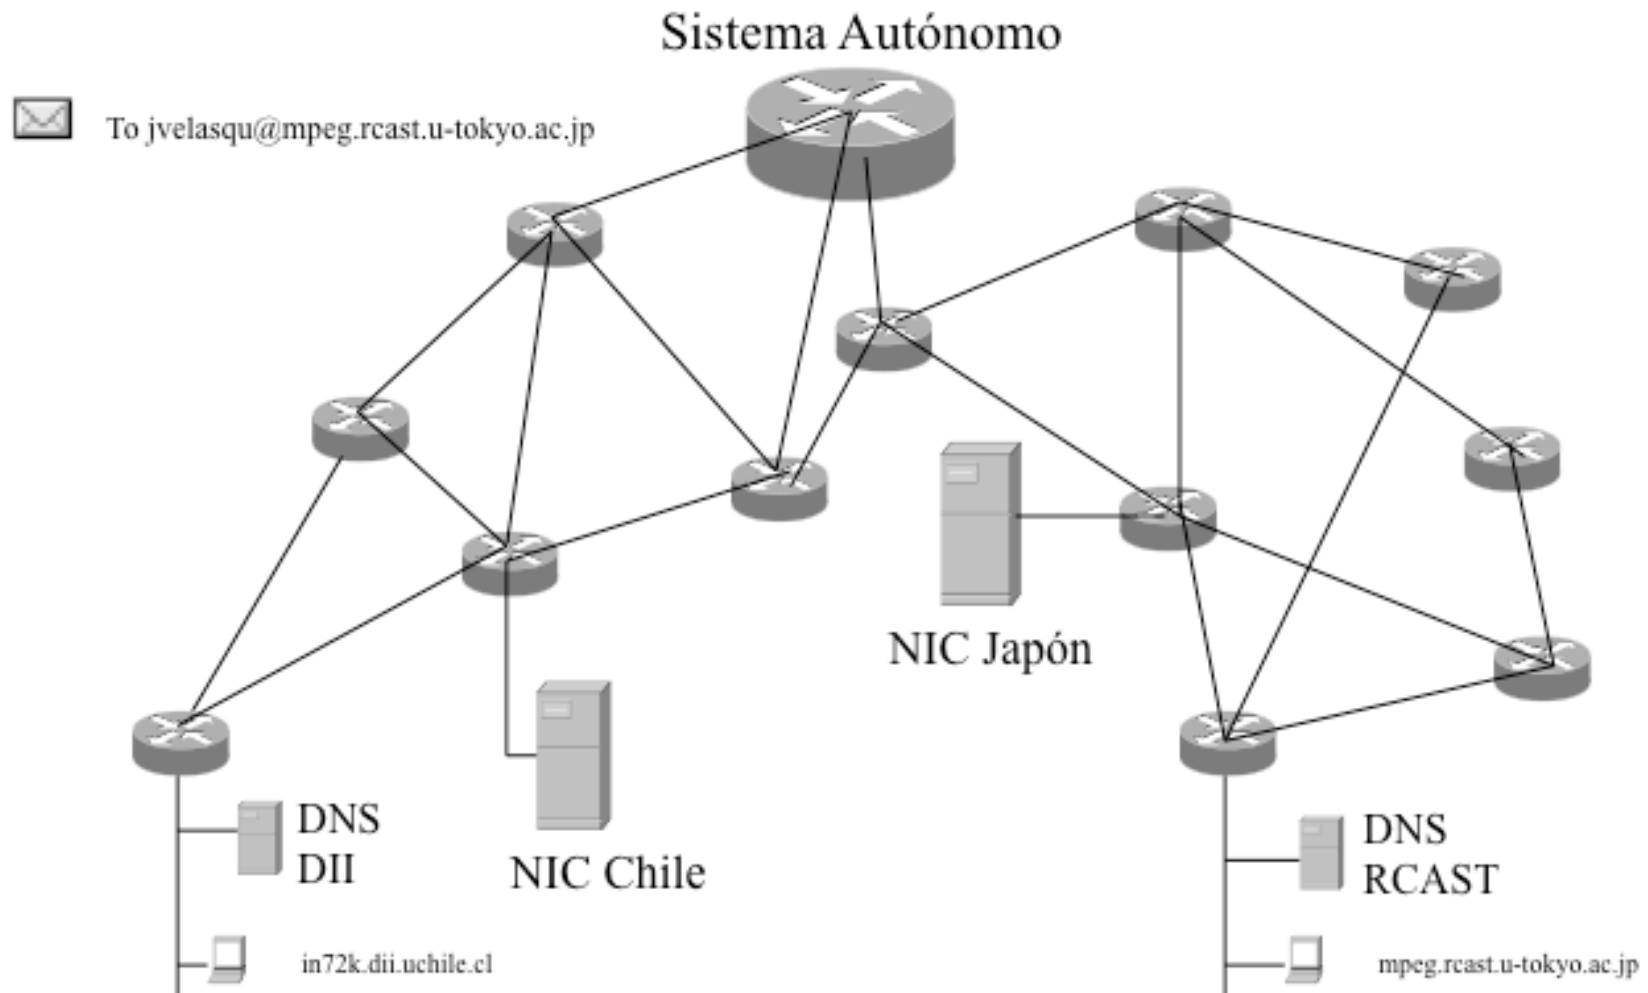 Sistema Autónomo
To jvelasqu@mpeg.rcast.u-tokyo.ac.jp
NIC Japón
DNS
DII
NIC Chile
DNS
RCAST
in72k.dii.uchile.cl
mpeg.rcast.u-tokyo.ac.jp